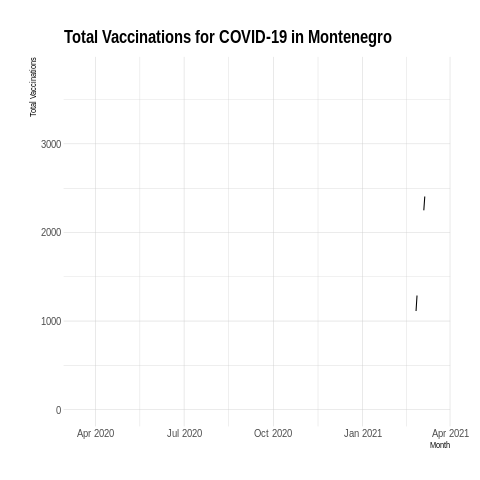 Total Vaccinations for COVID-19 in Montenegro
Total Vaccinations
3000
2000
1000
0
Apr 2020 Jul 2020 Oct 2020 Jan 2021 Apr 2021
Month